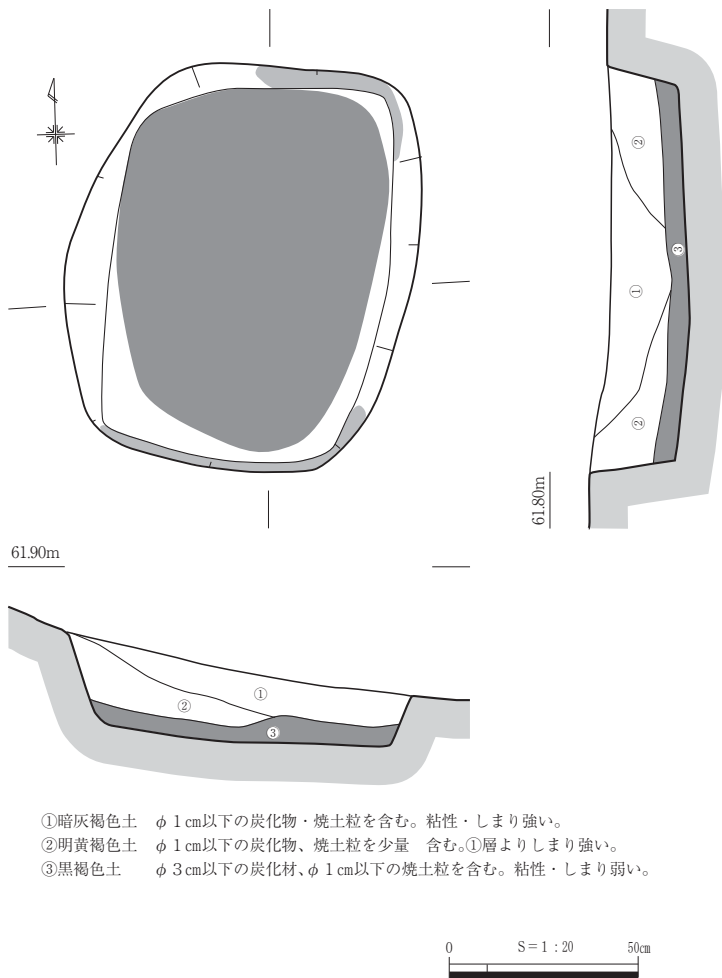 ②
③
①
②
61.80m
61.90m
①
②
③
①暗灰褐色土　φ１㎝以下の炭化物・焼土粒を含む。粘性・しまり強い。
②明黄褐色土　φ１㎝以下の炭化物、焼土粒を少量　含む。①層よりしまり強い。
③黒褐色土　　φ３㎝以下の炭化材、φ１㎝以下の焼土粒を含む。粘性・しまり弱い。
0　S＝1：20　50㎝